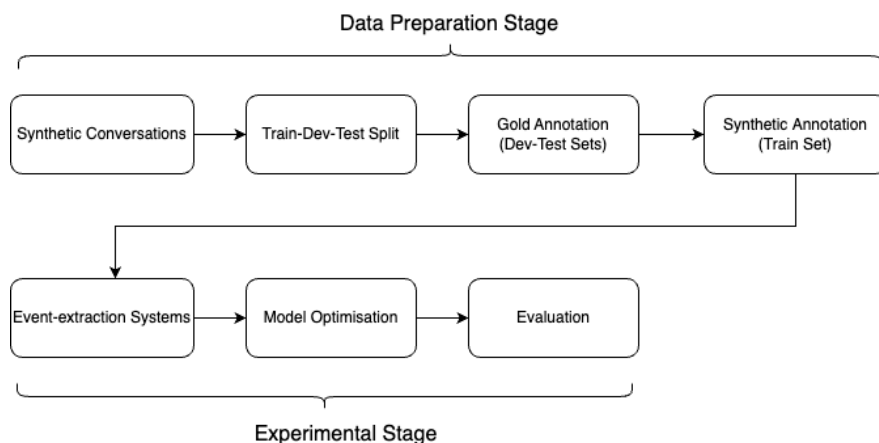 Data Preparation Stage
Synthetic Conversations
Train-Dev-Test Split
Gold Annotation
(Dev-Test Sets)
Synthetic Annotation
(Train Set)
Event-extraction Systems
Model Optimisation
Evaluation
Experimental Stage